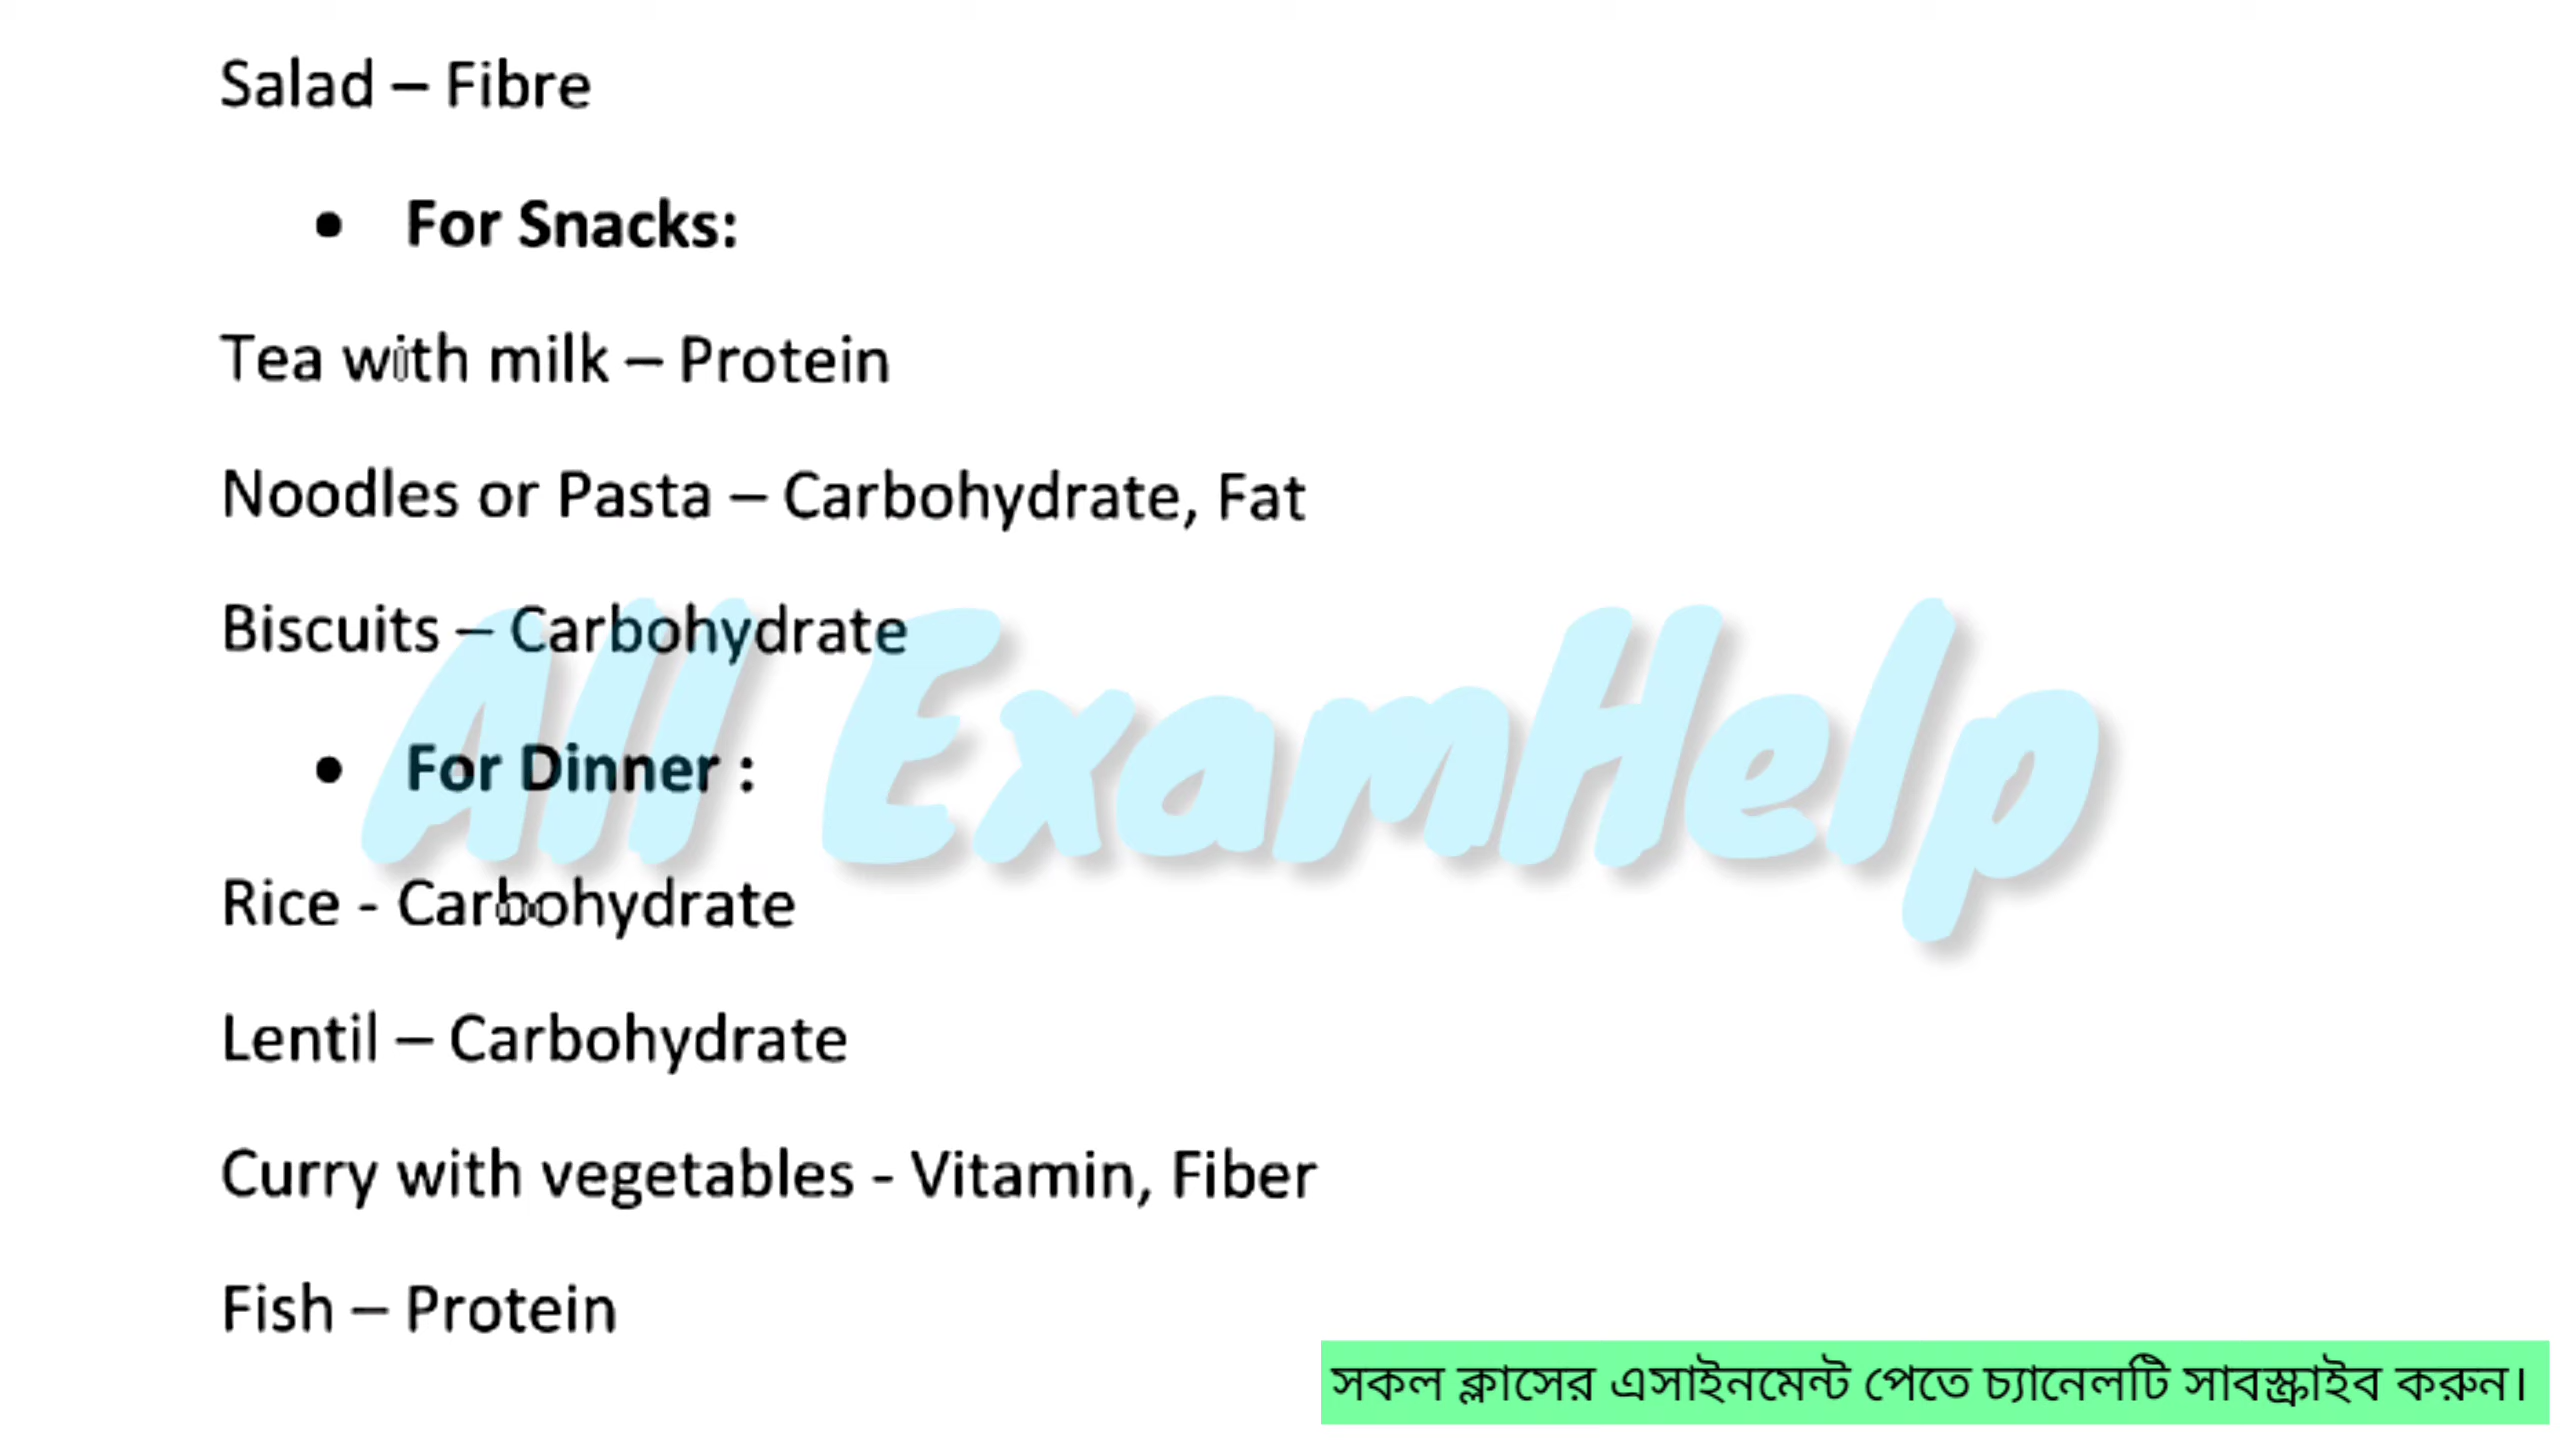 Salad – Fibre
• For Snacks:
Tea with milk – Protein
Noodles or Pasta – Carbohydrate, Fat
Biscuits – Carbohydrate
All ExamHelp
• For Dinner :
Rice - Carbohydrate
Lentil – Carbohydrate
Curry with vegetables - Vitamin, Fiber
Fish – Protein
সকল ক্লাসের এসাইনমেন্ট পেতে চ্যানেলটি সাবস্ক্রাইব করুন।